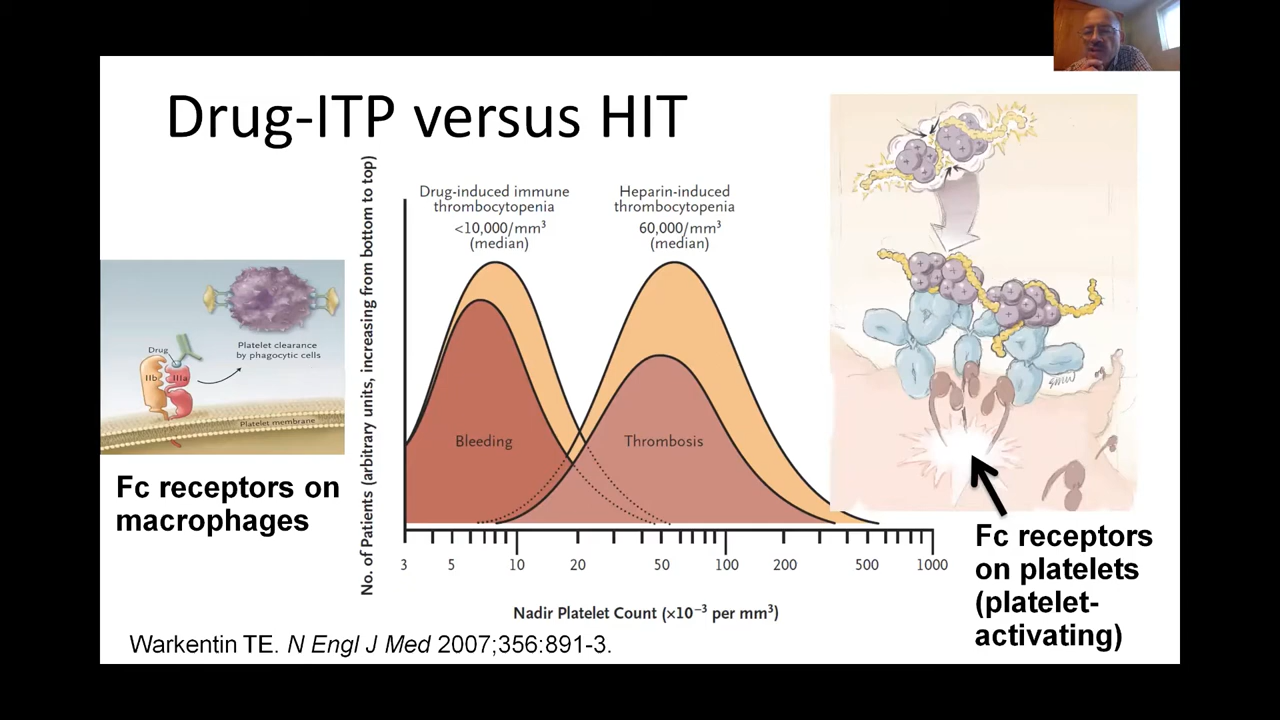 Drug-ITP versus HIT
Drug
IIb
IIIa
Platelet clearance
by phagocytic cells
Platelet membrane
Fc receptors on
macrophages
No. of Patients (arbitrary units, increasing from bottom to top)
Drug-induced immune
thrombocytopenia
<10,000/mm³
(median)
Heparin-induced
thrombocytopenia
60,000/mm³
(median)
Bleeding
Thrombosis
3 5 10 20 50 100 200 500 1000
Nadir Platelet Count (×10⁻³ per mm³)
Fc receptors
on platelets
(platelet-
activating)
Warkentin TE. N Engl J Med 2007;356:891-3.